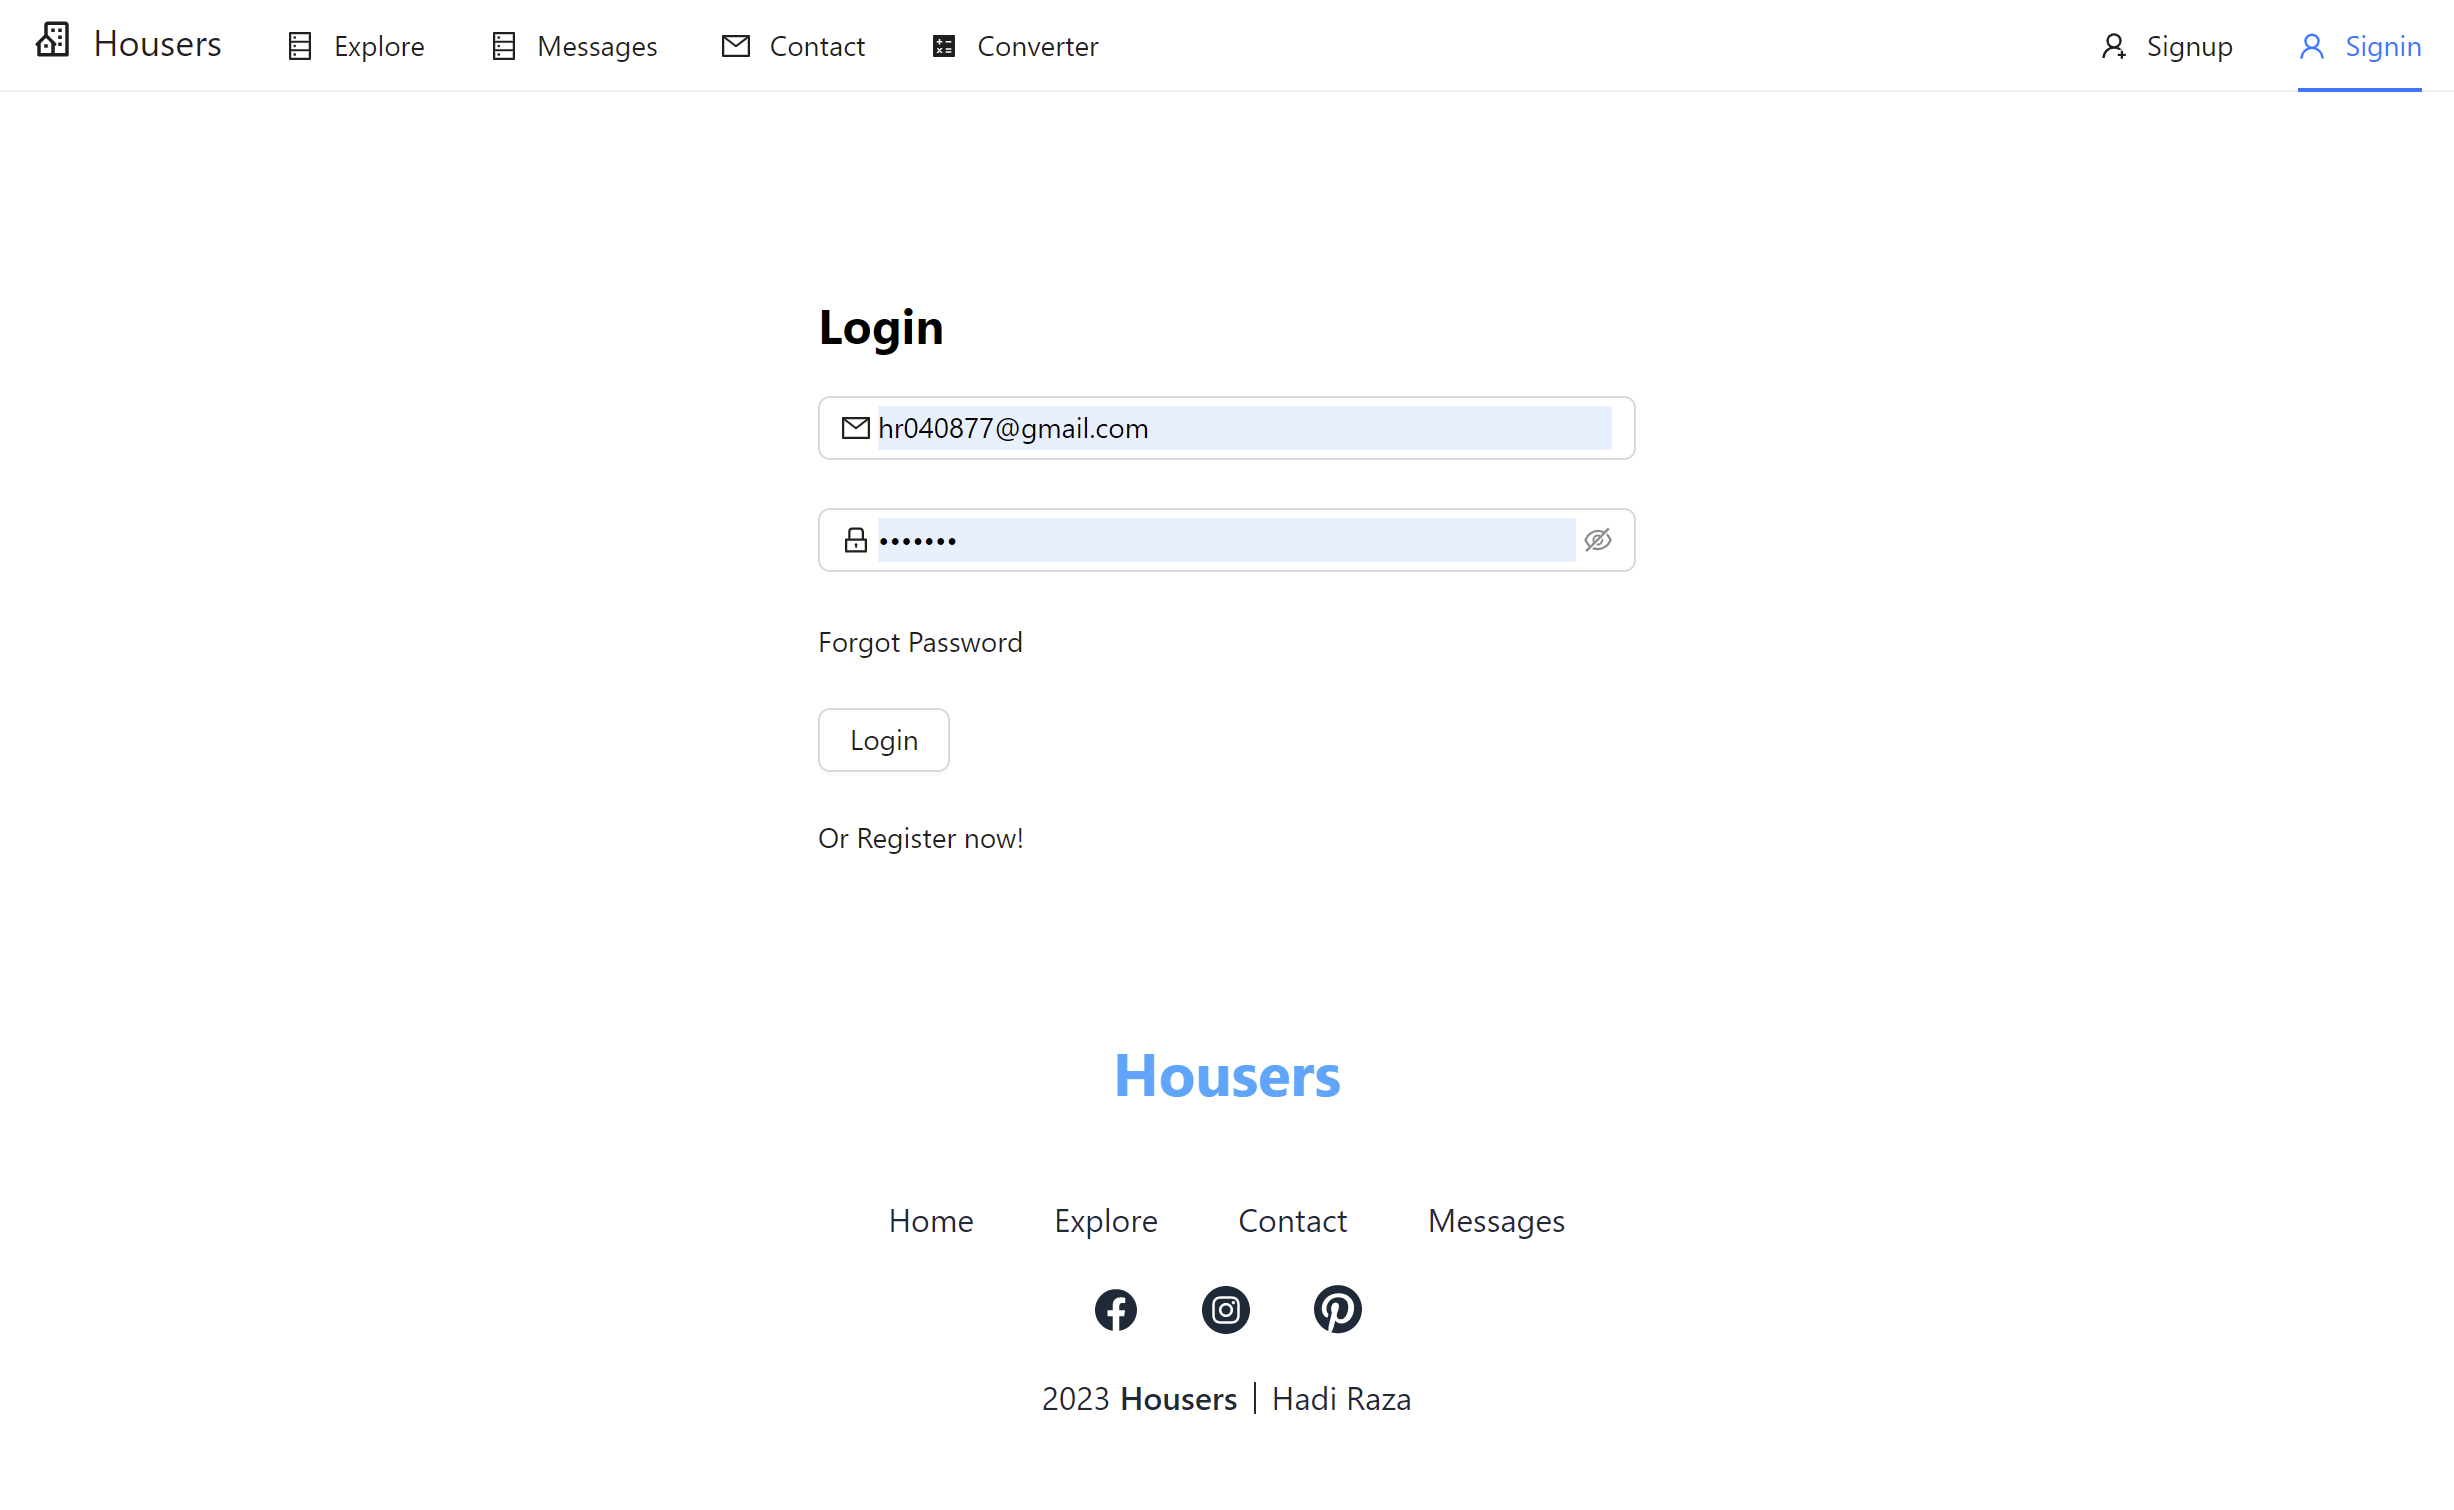 Housers Explore Messages Contact Converter Signup Signin
Login
hr040877@gmail.com
•••••••
Forgot Password
Login
Or Register now!
Housers
Home Explore Contact Messages
2023 Housers | Hadi Raza